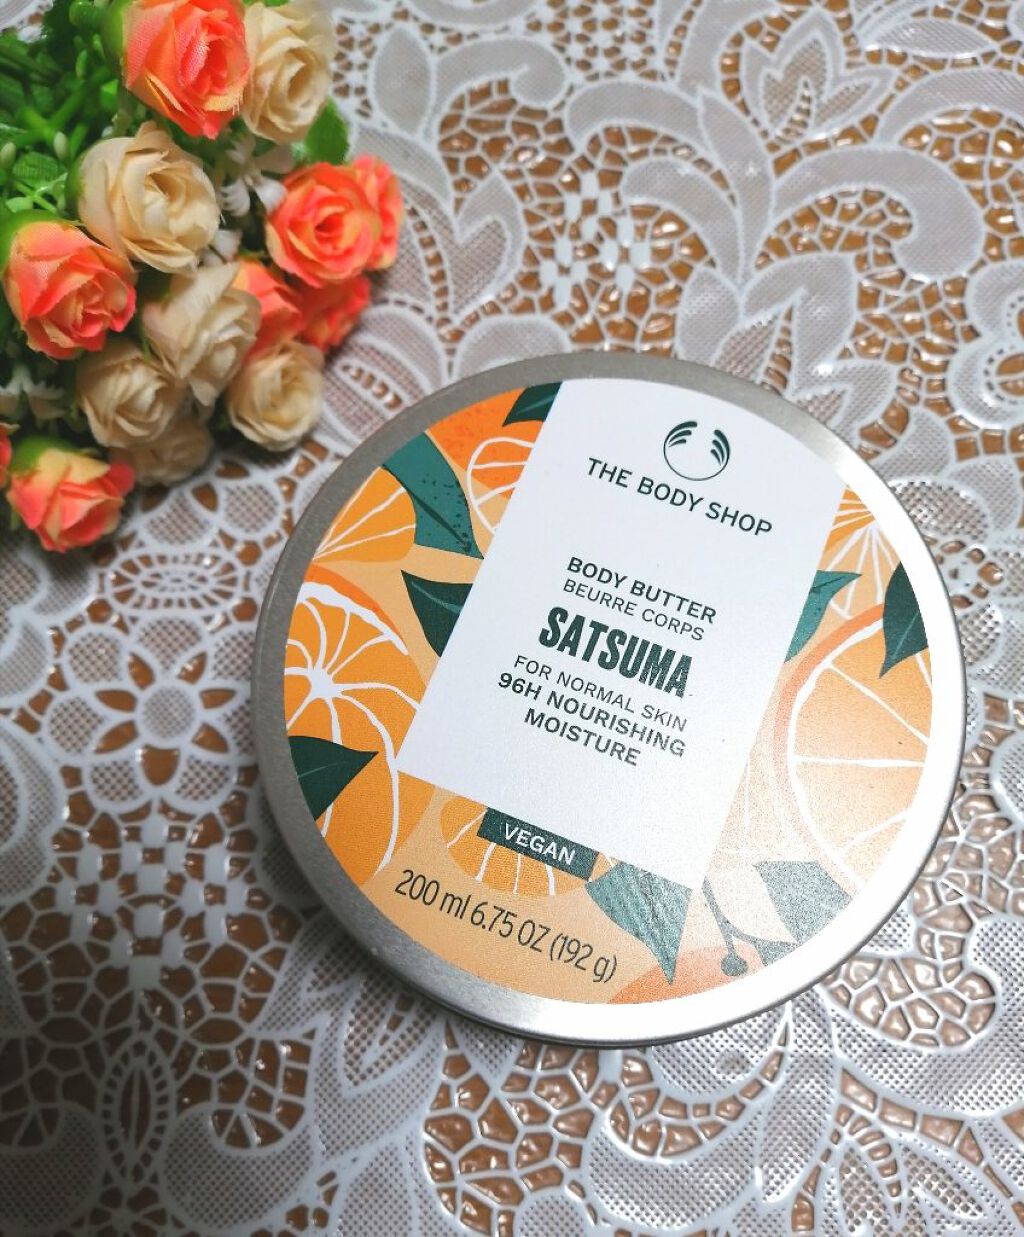 THE BODY SHOP
BODY BUTTER
BEURRE CORPS
SATSUMA
FOR NORMAL SKIN
96H NOURISHING
MOISTURE
VEGAN
200 ml 6.75 OZ (192 g)